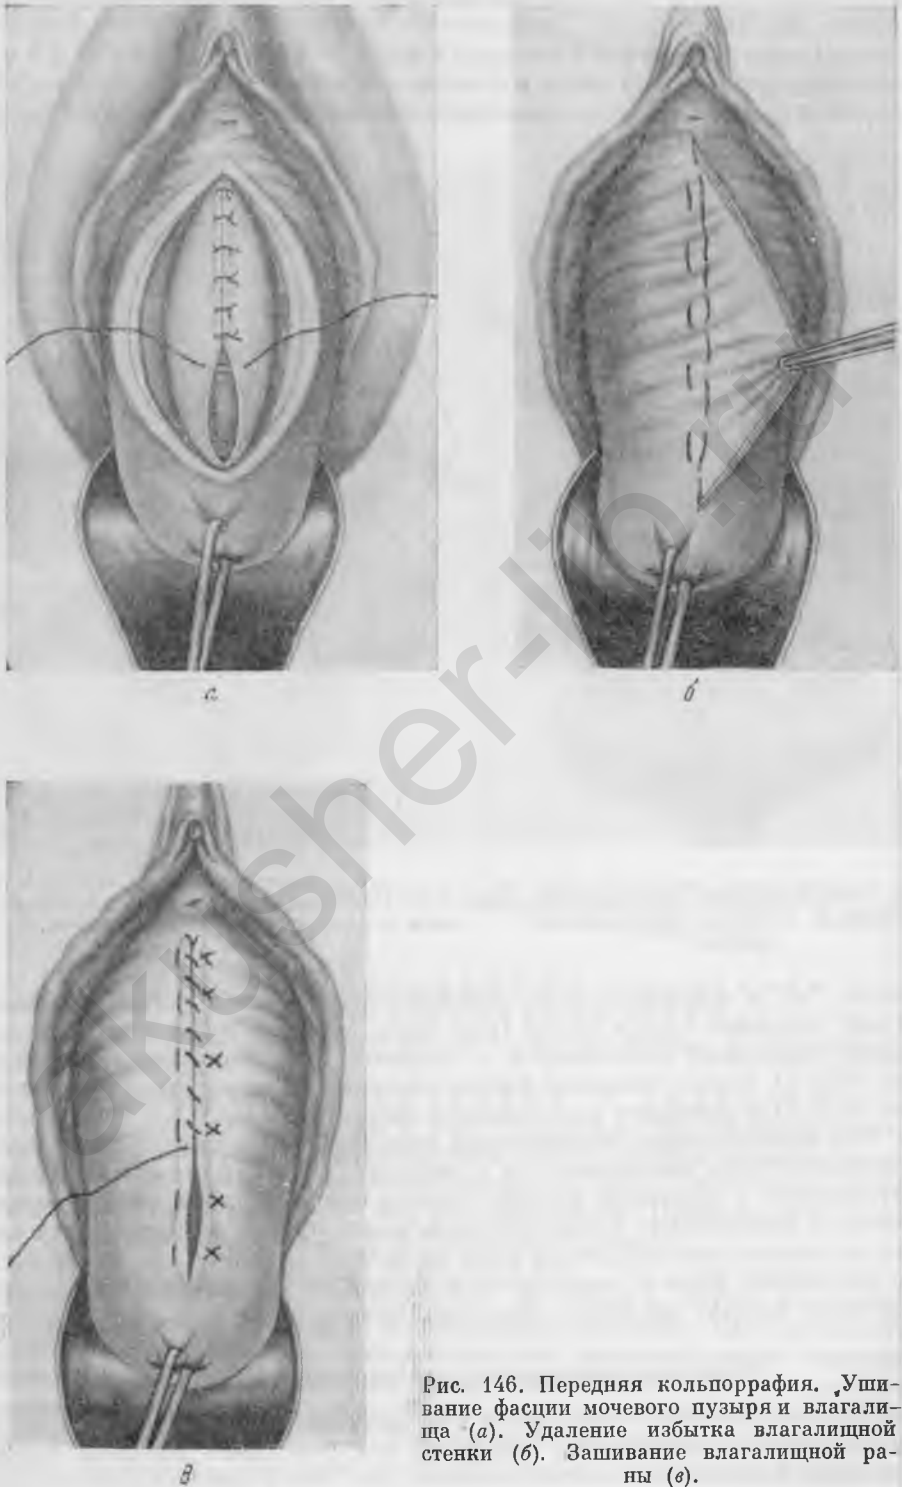 а
б
в
Рис. 146. Передняя кольпоррафия. Уши-
вание фасции мочевого пузыря и влагали-
ща (а). Удаление избытка влагалищной
стенки (б). Зашивание влагалищной ра-
ны (в).
akusher-lib.ru